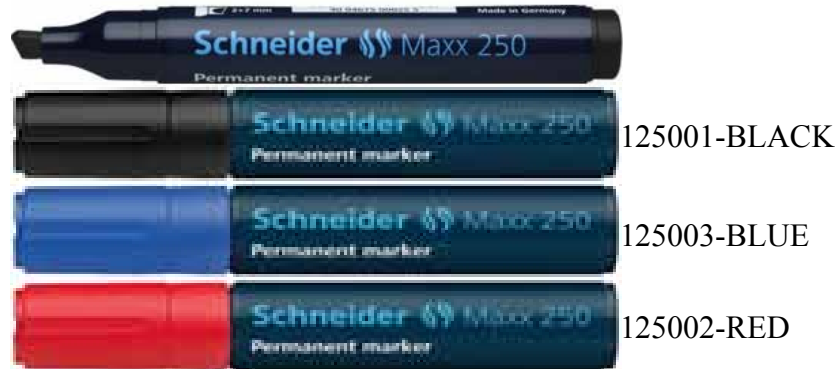 2+7 mm Made in Germany
Schneider Maxx 250
Permanent marker
Schneider Maxx 250
Permanent marker
125001-BLACK
Schneider Maxx 250
Permanent marker
125003-BLUE
Schneider Maxx 250
Permanent marker
125002-RED